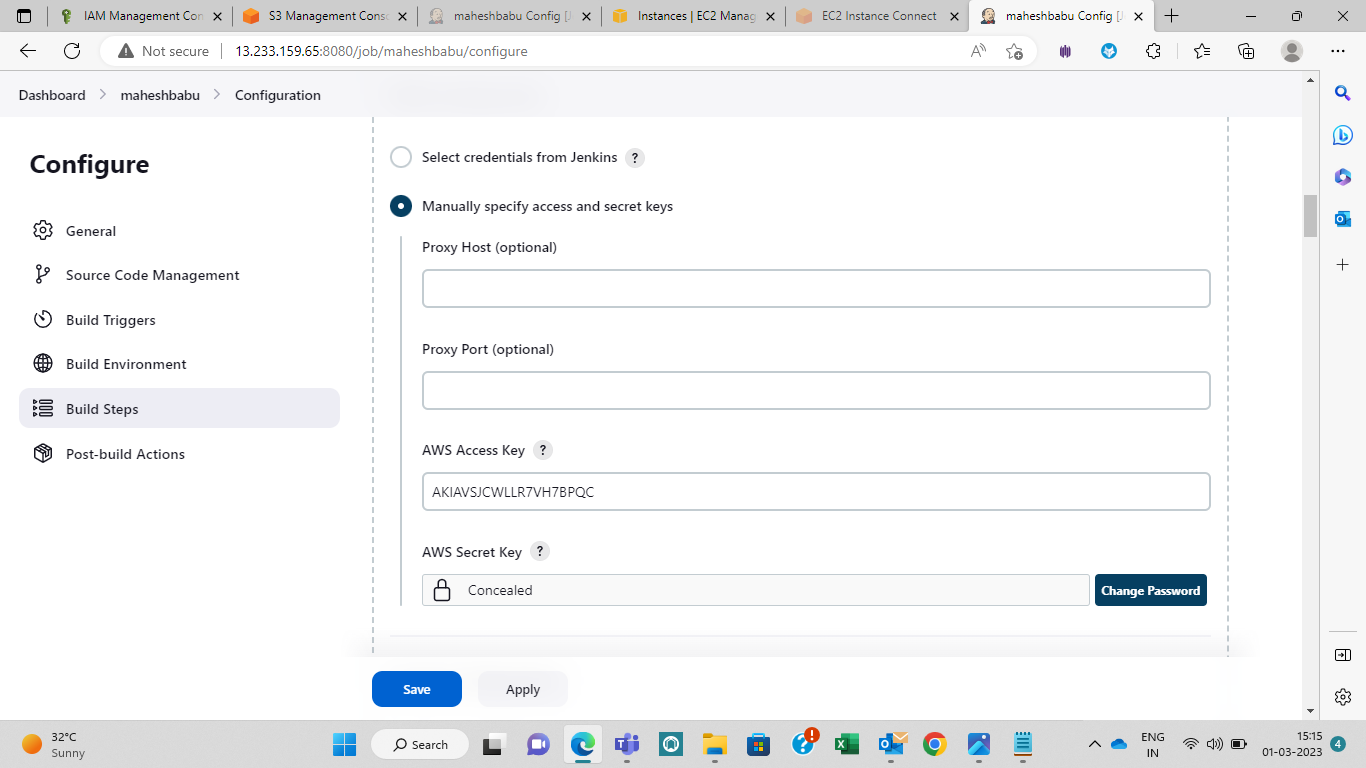 IAM Management Con
S3 Management Conso
maheshbabu Config [J
Instances | EC2 Manag
EC2 Instance Connect
maheshbabu Config [J
Not secure
13.233.159.65:8080/job/maheshbabu/configure
Dashboard
maheshbabu
Configuration
Configure
General
Source Code Management
Build Triggers
Build Environment
Build Steps
Post-build Actions
Select credentials from Jenkins ?
Manually specify access and secret keys
Proxy Host (optional)
Proxy Port (optional)
AWS Access Key ?
AKIAVSJCWLLR7VH7BPQC
AWS Secret Key ?
Concealed
Change Password
Save
Apply
32°C
Sunny
Search
ENG
IN
15:15
01-03-2023
4